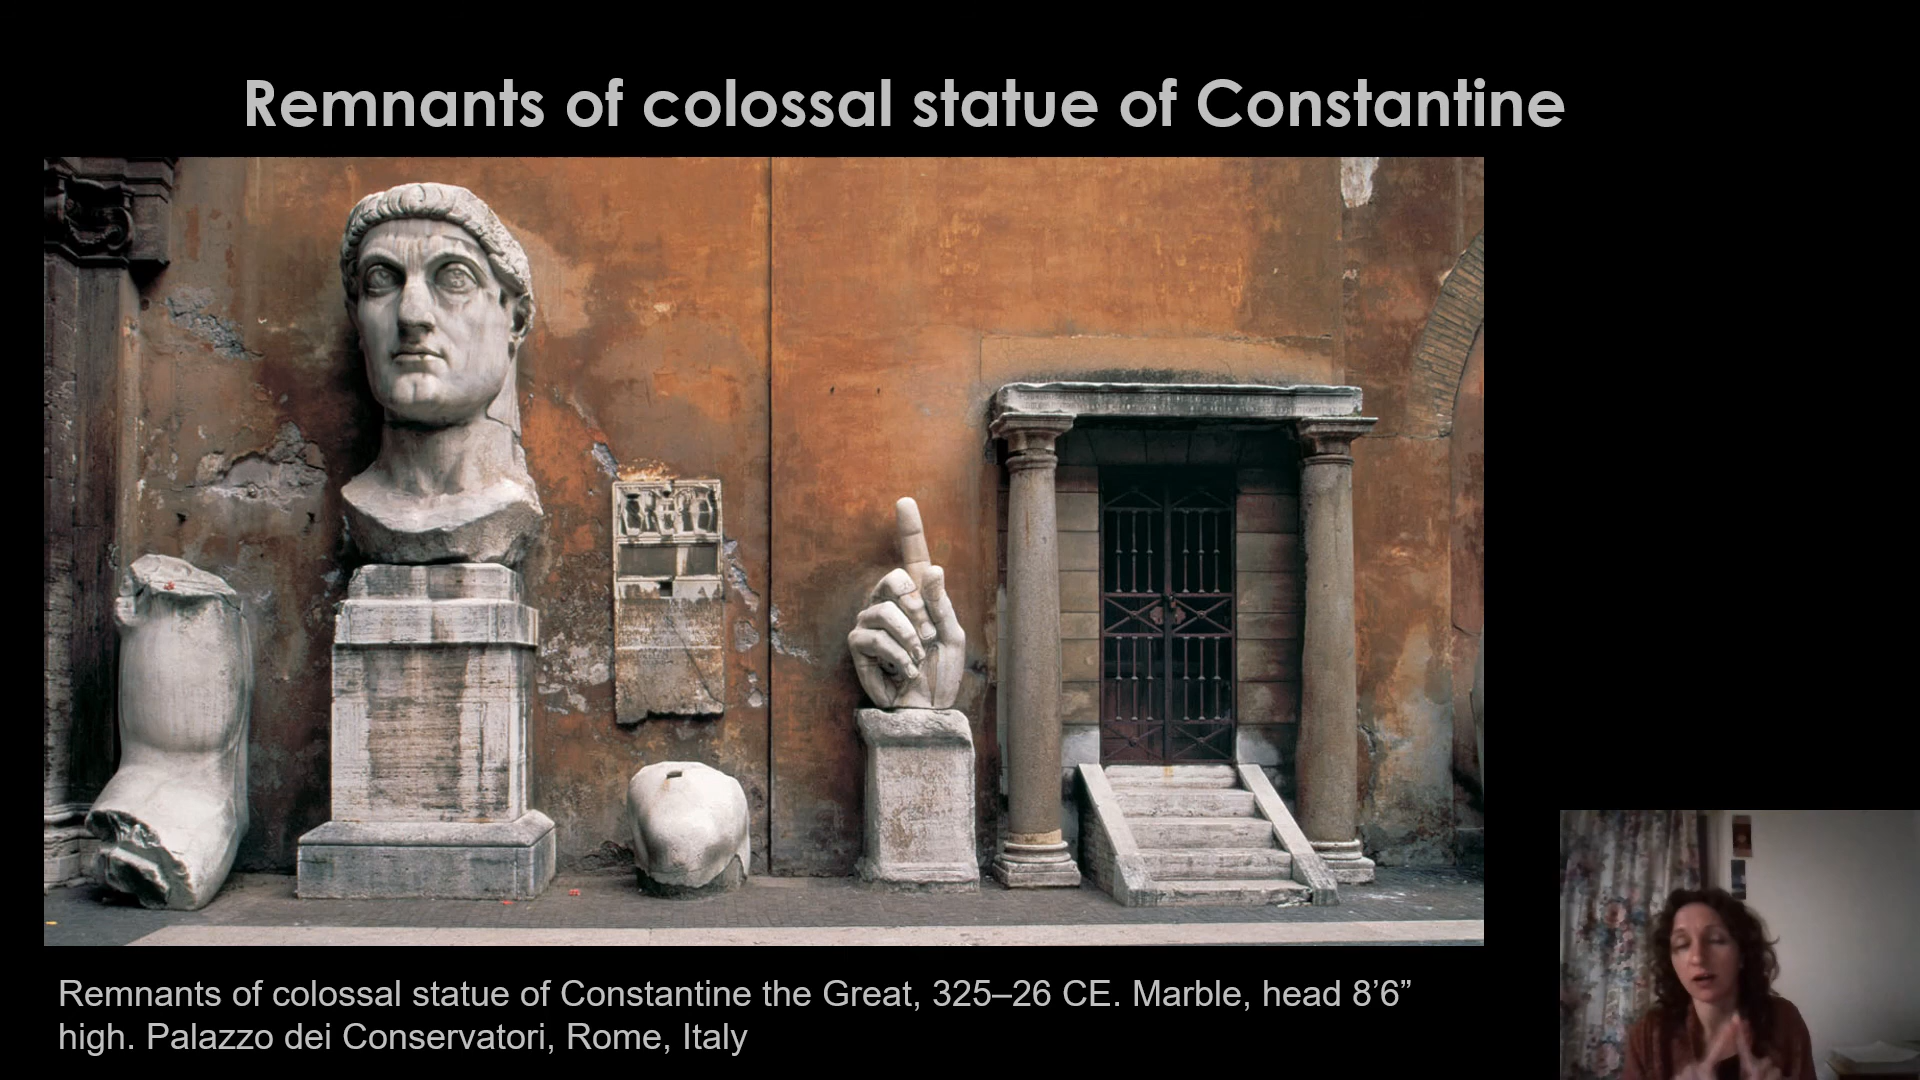 Remnants of colossal statue of Constantine
Remnants of colossal statue of Constantine the Great, 325–26 CE. Marble, head 8’6”
high. Palazzo dei Conservatori, Rome, Italy